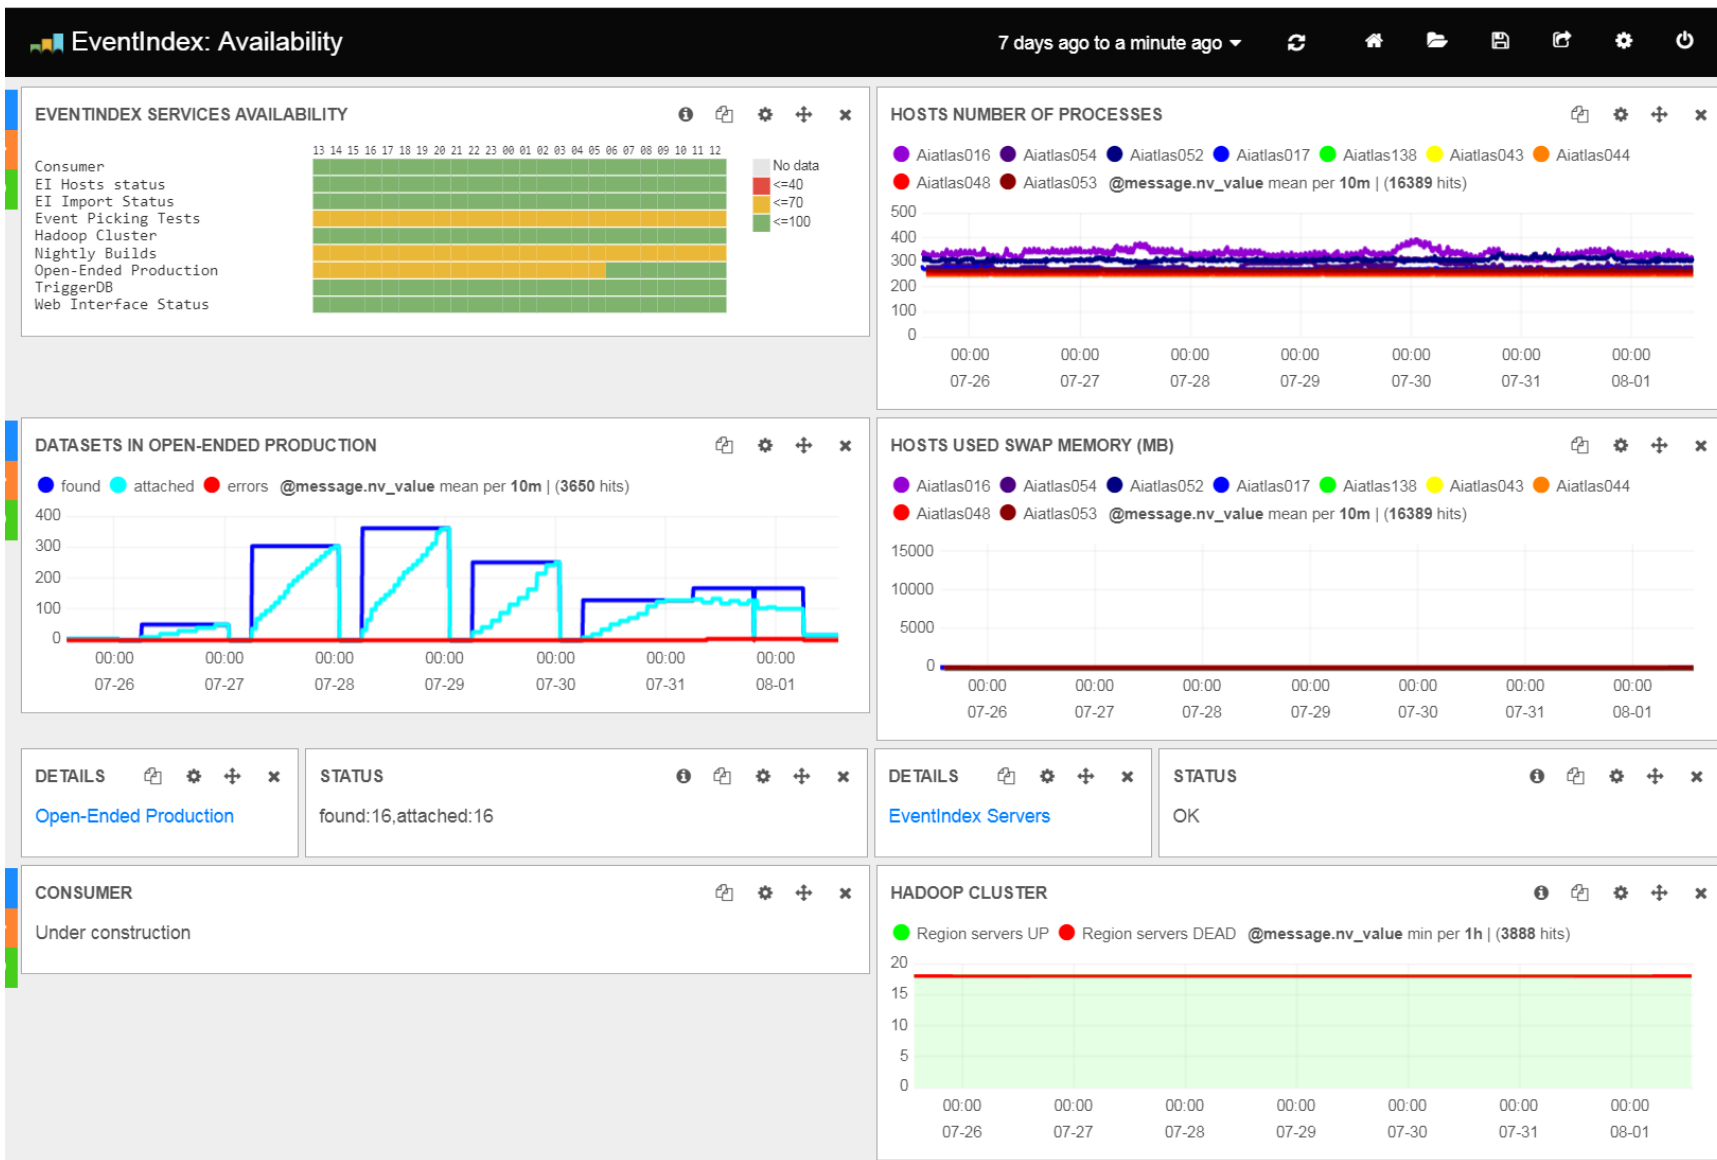 EventIndex: Availability
7 days ago to a minute ago
EVENTINDEX SERVICES AVAILABILITY
13 14 15 16 17 18 19 20 21 22 23 00 01 02 03 04 05 06 07 08 09 10 11 12
Consumer
EI Hosts status
EI Import Status
Event Picking Tests
Hadoop Cluster
Nightly Builds
Open-Ended Production
TriggerDB
Web Interface Status
No data
<=40
<=70
<=100
HOSTS NUMBER OF PROCESSES
Aiatlas016 Aiatlas054 Aiatlas052 Aiatlas017 Aiatlas138 Aiatlas043 Aiatlas044
Aiatlas048 Aiatlas053 @message.nv_value mean per 10m | (16389 hits)
500
400
300
200
100
0
00:00 00:00 00:00 00:00 00:00 00:00 00:00
07-26 07-27 07-28 07-29 07-30 07-31 08-01
DATASETS IN OPEN-ENDED PRODUCTION
found attached errors @message.nv_value mean per 10m | (3650 hits)
400
300
200
100
0
00:00 00:00 00:00 00:00 00:00 00:00 00:00
07-26 07-27 07-28 07-29 07-30 07-31 08-01
HOSTS USED SWAP MEMORY (MB)
Aiatlas016 Aiatlas054 Aiatlas052 Aiatlas017 Aiatlas138 Aiatlas043 Aiatlas044
Aiatlas048 Aiatlas053 @message.nv_value mean per 10m | (16389 hits)
15000
10000
5000
0
00:00 00:00 00:00 00:00 00:00 00:00 00:00
07-26 07-27 07-28 07-29 07-30 07-31 08-01
DETAILS
Open-Ended Production
STATUS
found:16,attached:16
DETAILS
EventIndex Servers
STATUS
OK
CONSUMER
Under construction
HADOOP CLUSTER
Region servers UP Region servers DEAD @message.nv_value min per 1h | (3888 hits)
20
15
10
5
0
00:00 00:00 00:00 00:00 00:00 00:00 00:00
07-26 07-27 07-28 07-29 07-30 07-31 08-01